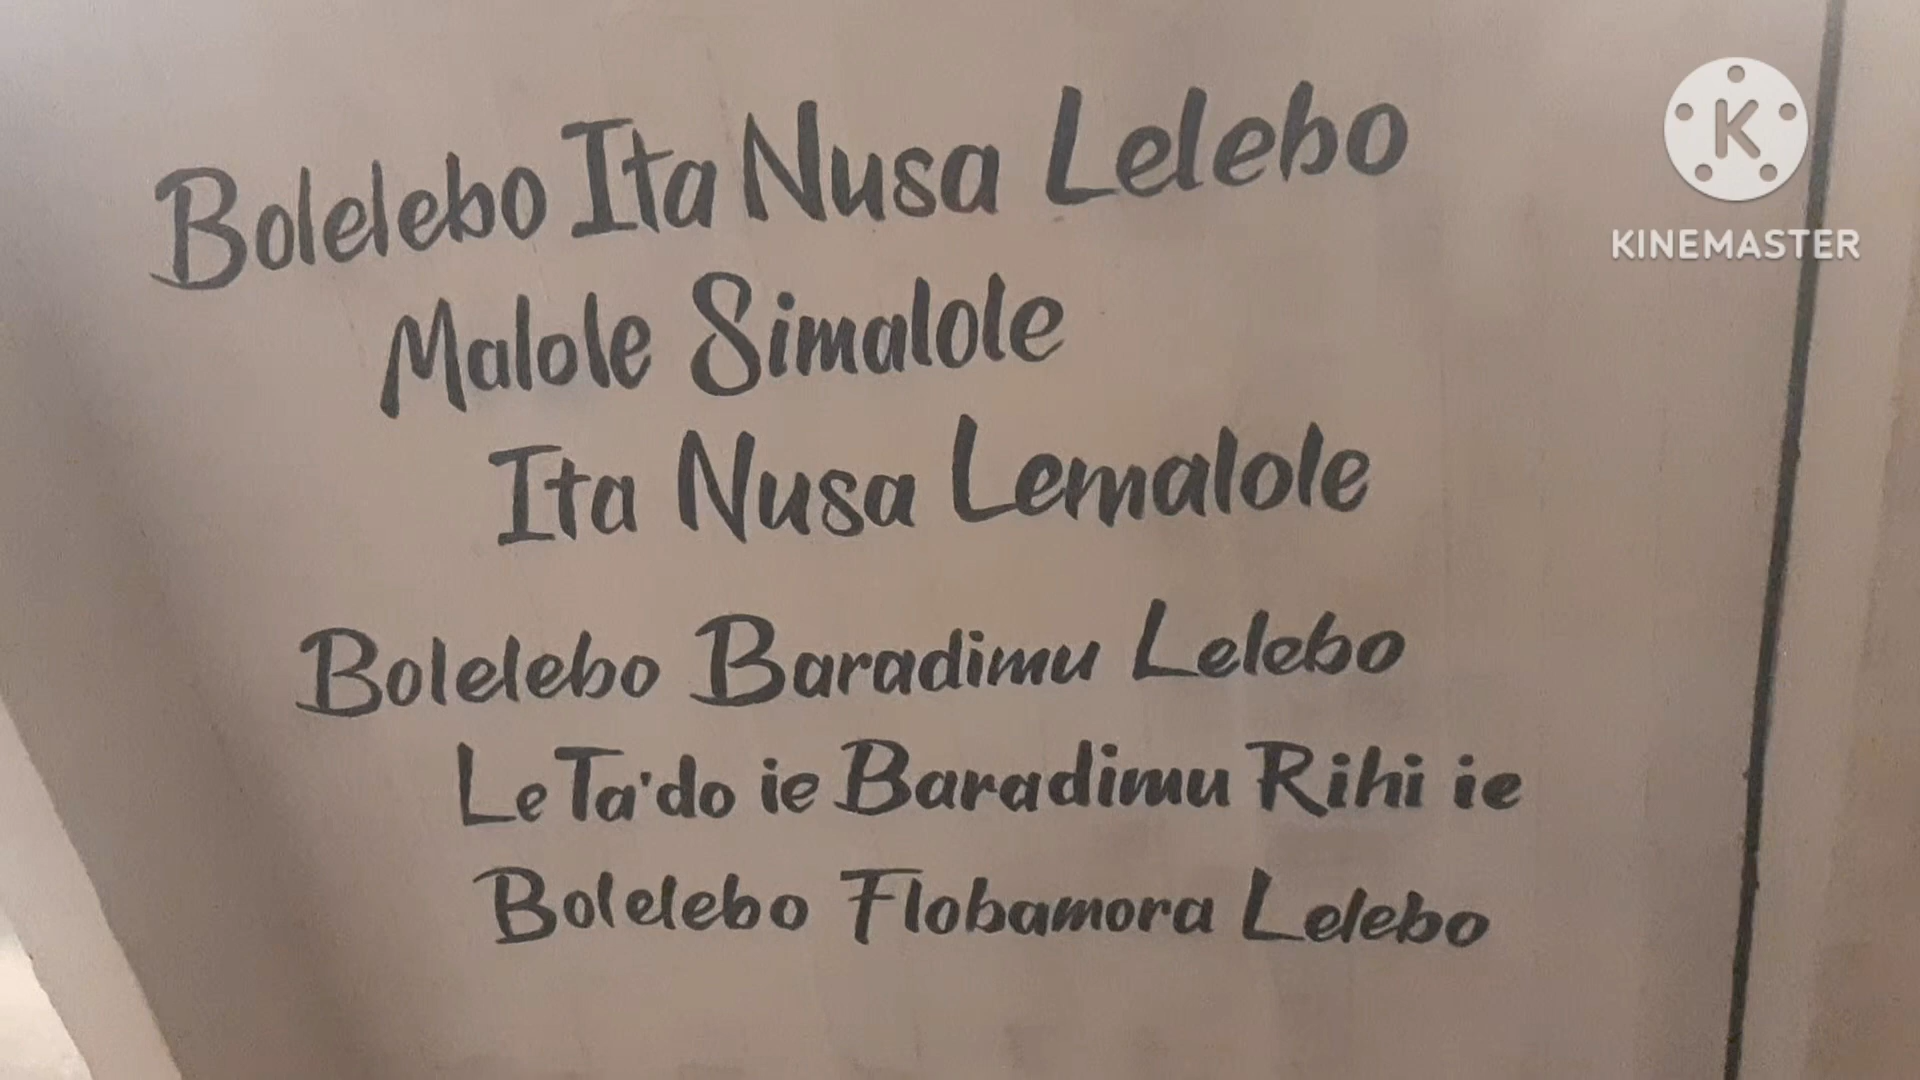 Bolelebo Ita Nusa Lelebo
Malole Simalole
Ita Nusa Lemalole
Bolelebo Baradimu Lelebo
Le Ta'do ie Baradimu Rihi ie
Bolelebo Flobamora Lelebo
K
KINEMASTER